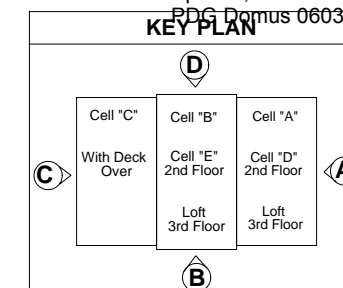 PDG Domus 0603
KEY PLAN
D
Cell "C"
Cell "B"
Cell "A"
With Deck
Over
Cell "E"
2nd Floor
Cell "D"
2nd Floor
C
A
Loft
3rd Floor
Loft
3rd Floor
B